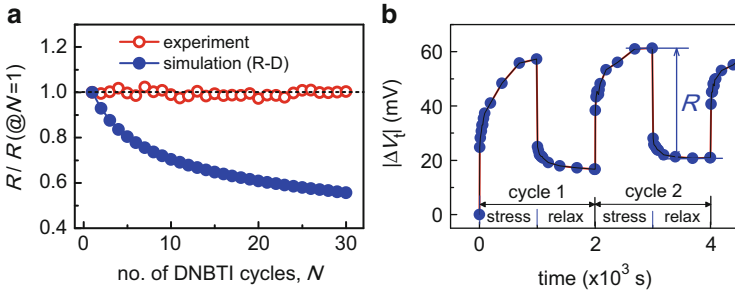 a
experiment
simulation (R-D)
R / R (@N=1)
1.2
1.0
0.8
0.6
0.4
0
10
20
30
no. of DNBTI cycles, N
b
|ΔVt| (mV)
60
40
20
0
R
cycle 1
cycle 2
stress
relax
stress
relax
0
2
4
time (x10³ s)